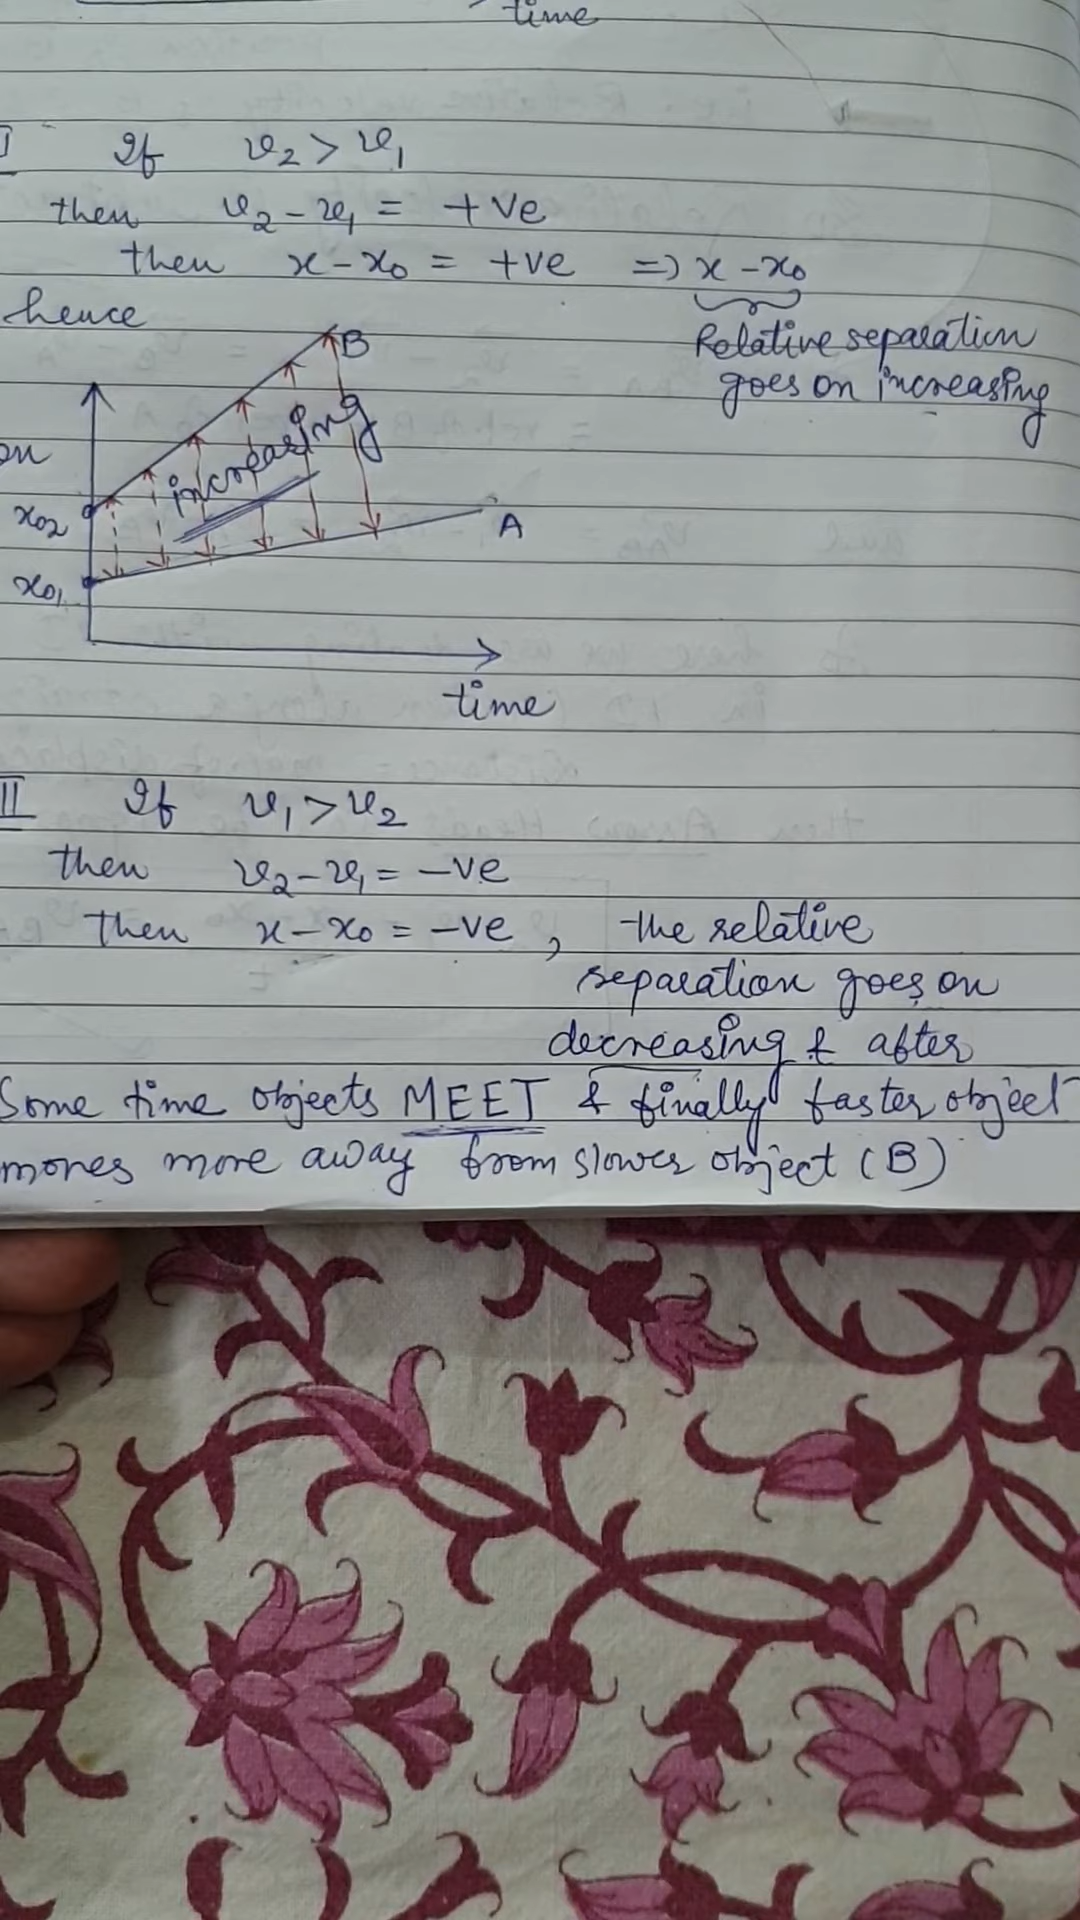 time
I If v₂ > v₁
then v₂ - v₁ = +ve
then x - x₀ = +ve ⇒ x - x₀
hence
Relative separation
goes on increasing
B
increasing
on
x₀₂
A
x₀₁
time
II If v₁ > v₂
then v₂ - v₁ = -ve
then x - x₀ = -ve , the relative
separation goes on
decreasing & after
Some time objects MEET & finally faster object
moves more away from slower object (B)